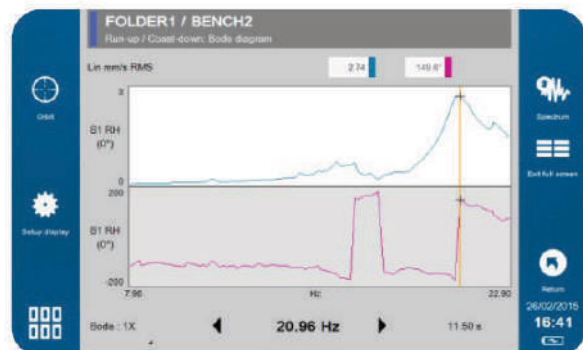 FOLDER1 / BENCH2
Run-up / Coast-down: Bode diagram
Lin mm/s RMS
2.74
149.6°
Orbit
Spectrum
3
B1 RH
(0°)
0
Exit full screen
200
B1 RH
(0°)
-200
Setup display
7.96
Hz
22.90
Return
Bode : 1X
20.96 Hz
11.50 s
26/02/2015
16:41